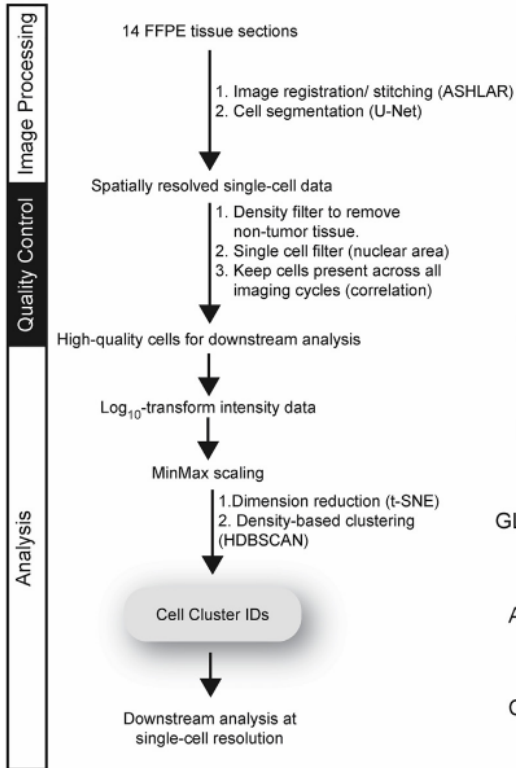 Image Processing
14 FFPE tissue sections
1. Image registration/ stitching (ASHLAR)
2. Cell segmentation (U-Net)
Spatially resolved single-cell data
Quality Control
1. Density filter to remove
non-tumor tissue.
2. Single cell filter (nuclear area)
3. Keep cells present across all
imaging cycles (correlation)
High-quality cells for downstream analysis
Analysis
Log10-transform intensity data
MinMax scaling
1.Dimension reduction (t-SNE)
2. Density-based clustering
(HDBSCAN)
Cell Cluster IDs
Downstream analysis at
single-cell resolution